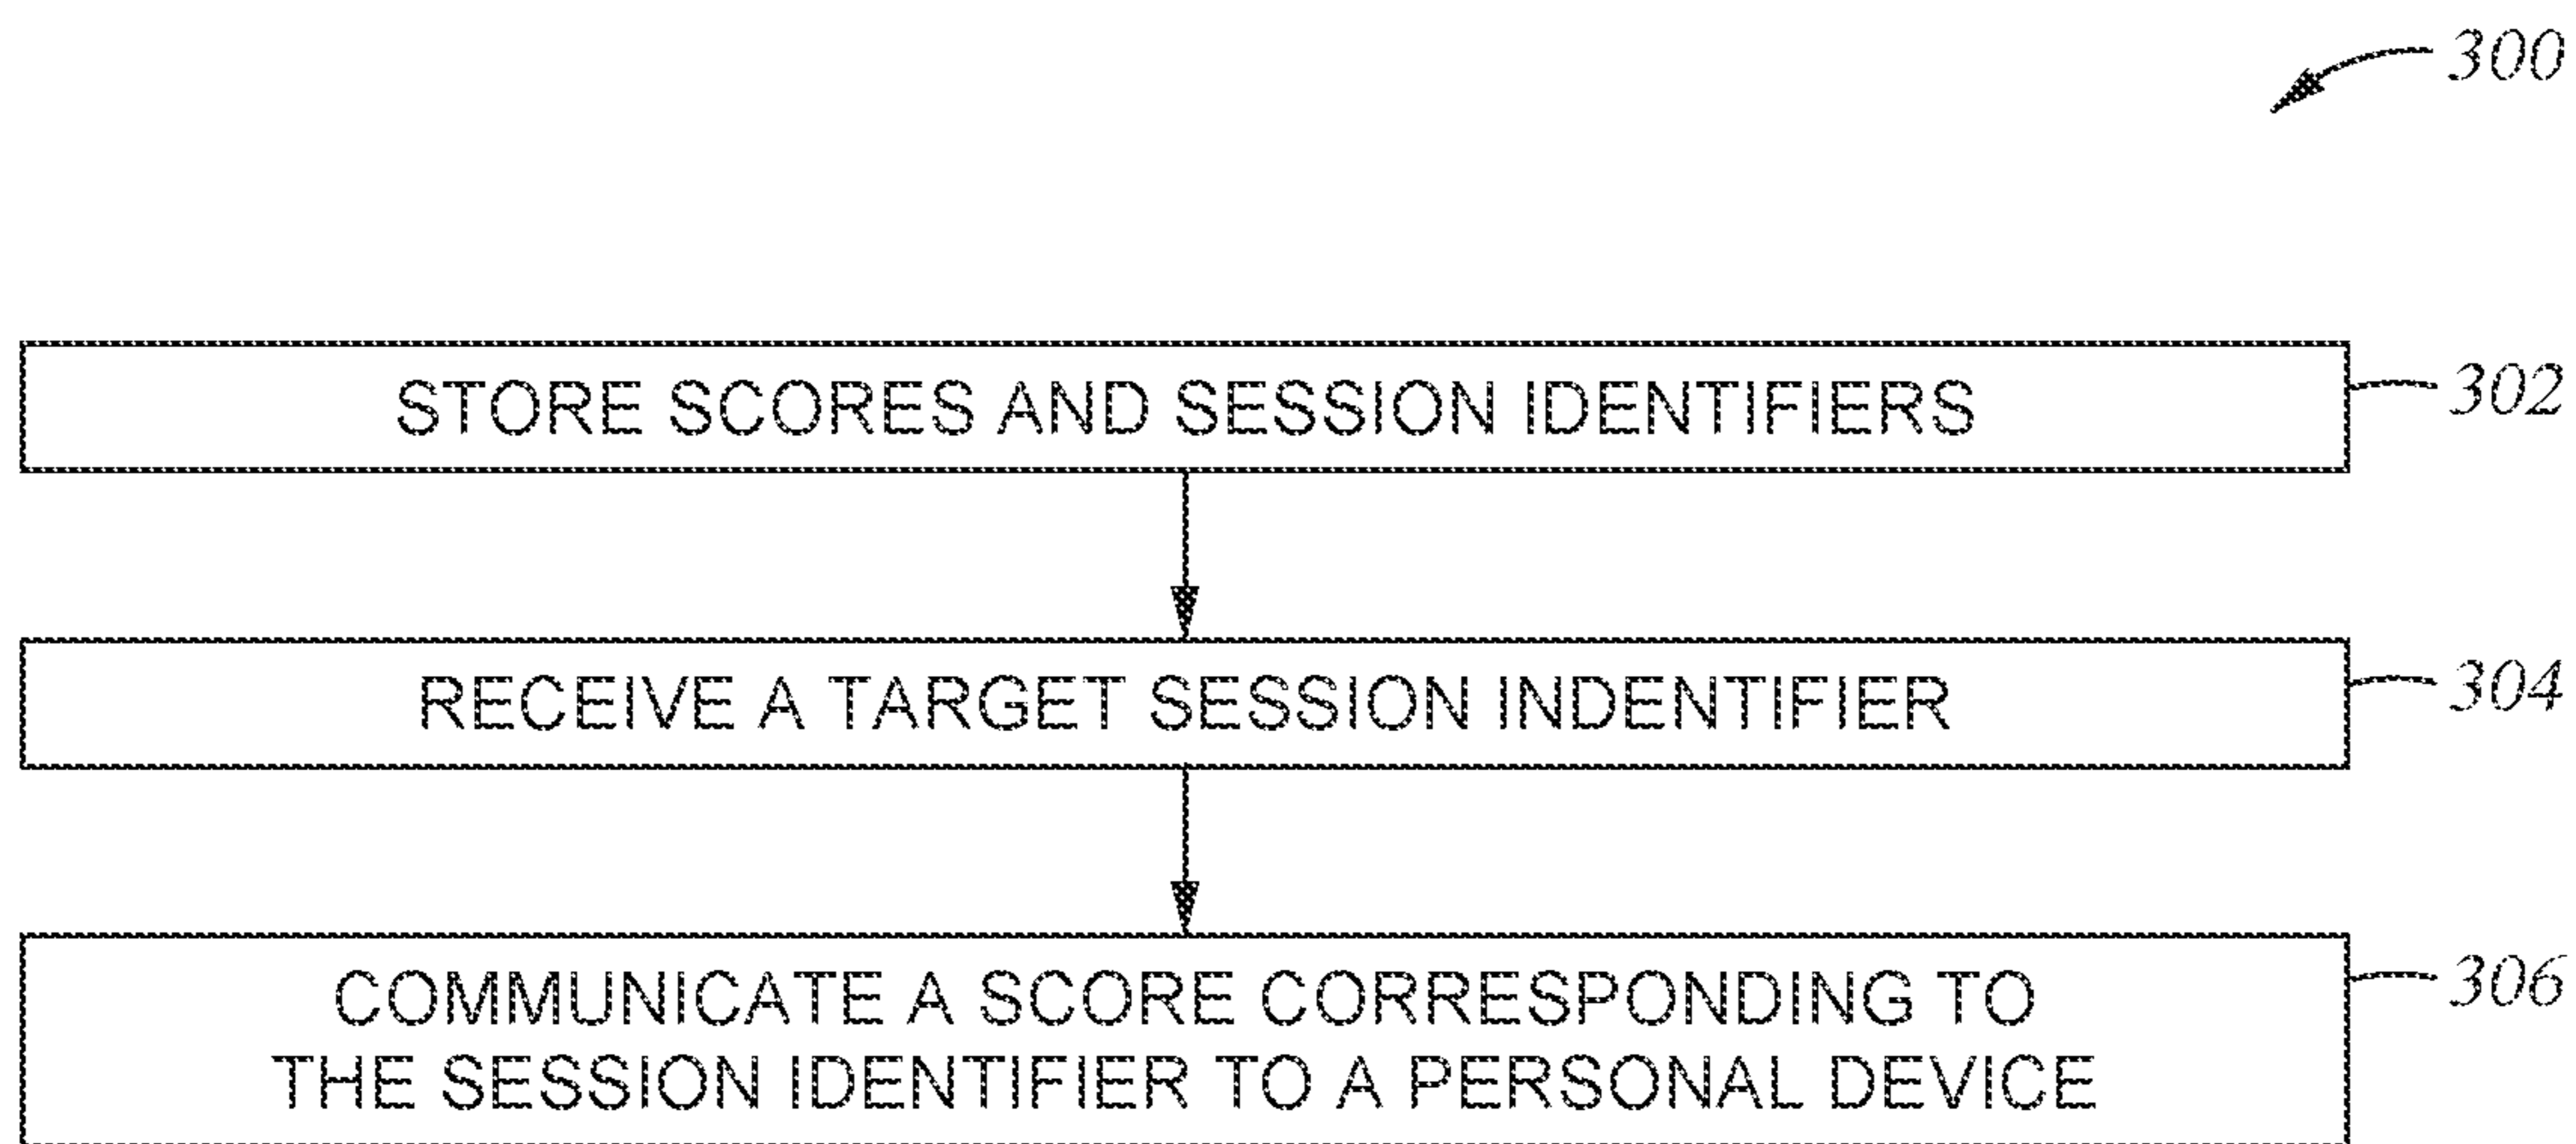 300
STORE SCORES AND SESSION IDENTIFIERS
302
RECEIVE A TARGET SESSION INDENTIFIER
304
COMMUNICATE A SCORE CORRESPONDING TO
THE SESSION IDENTIFIER TO A PERSONAL DEVICE
306